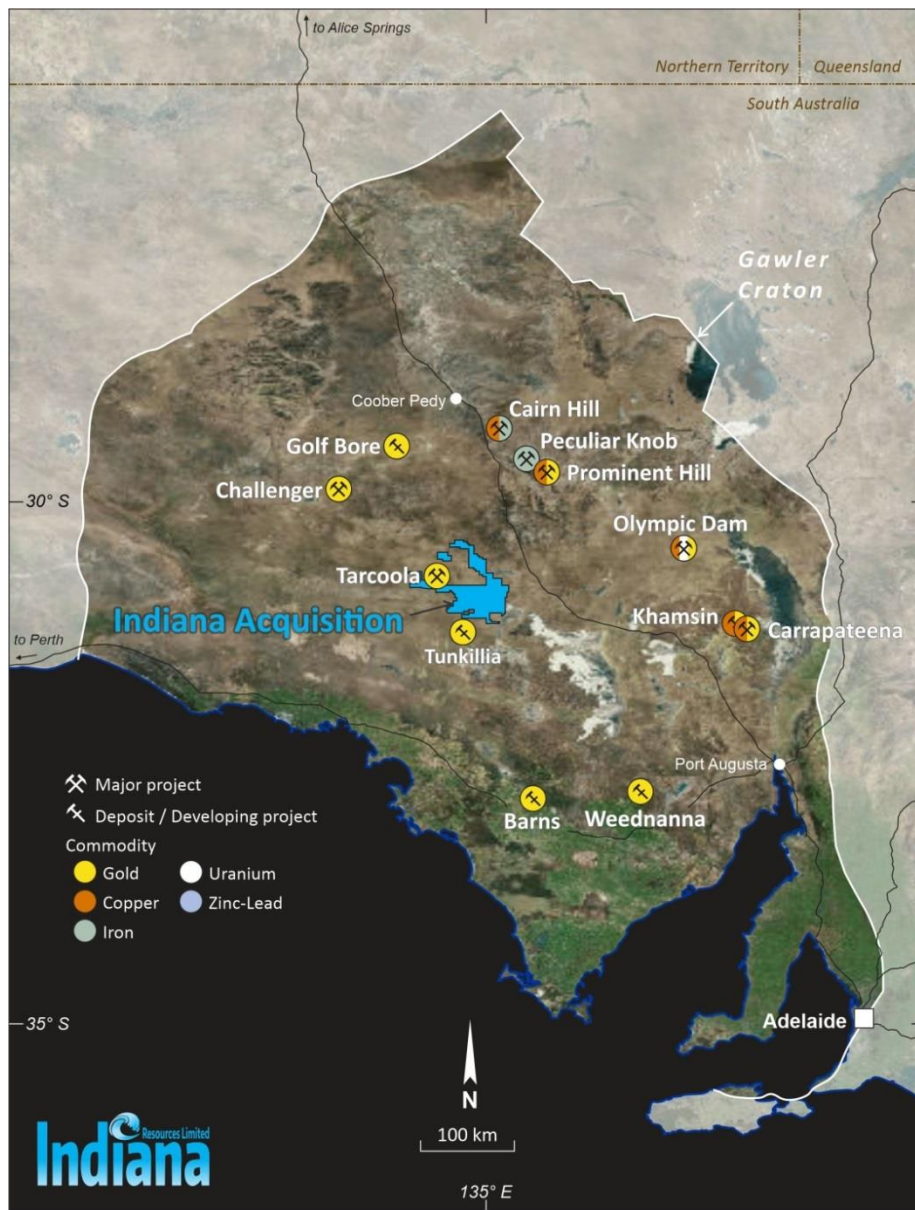 to Alice Springs
Northern Territory
Queensland
South Australia
Gawler
Craton
Coober Pedy
Cairn Hill
Golf Bore
Peculiar Knob
Prominent Hill
Challenger
30° S
Olympic Dam
Tarcoola
Indiana Acquisition
Khamsin
Carrapateena
to Perth
Tunkillia
Port Augusta
Major project
Deposit / Developing project
Barns
Weednanna
Commodity
Gold
Uranium
Copper
Zinc-Lead
Iron
35° S
Adelaide
N
100 km
Resources Limited
Indiana
135° E